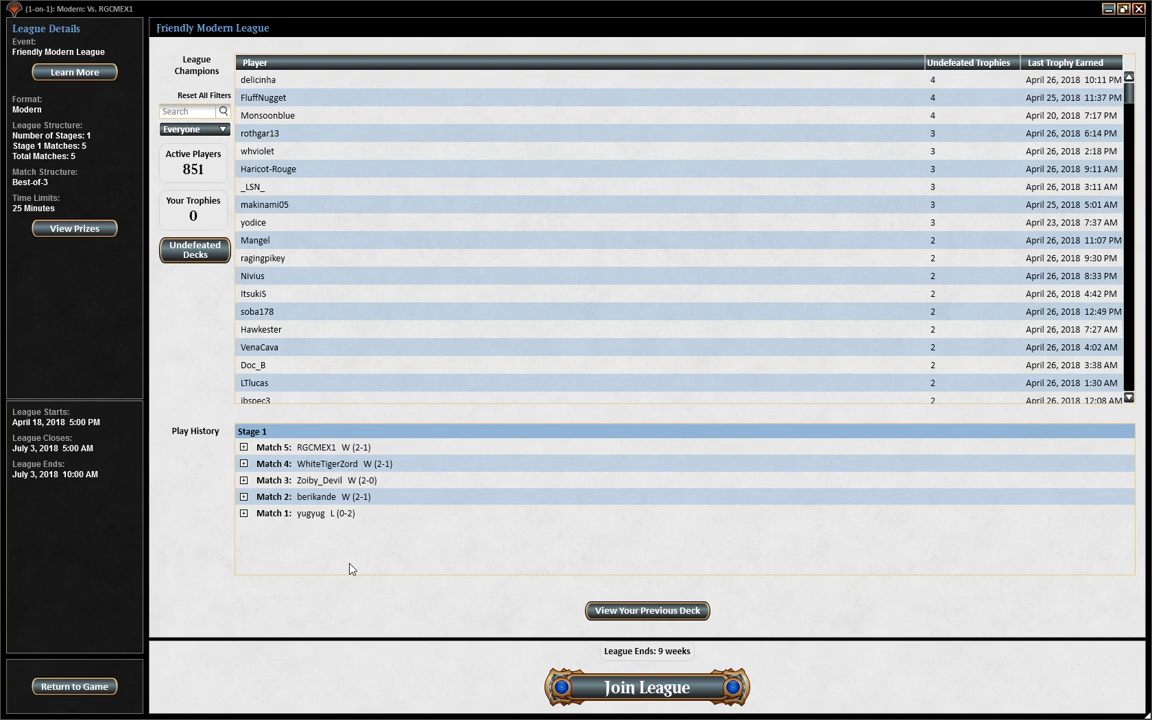 (1-on-1): Modern: Vs. RGCMEX1
League Details
Event:
Friendly Modern League
Learn More
Format:
Modern
League Structure:
Number of Stages: 1
Stage 1 Matches: 5
Total Matches: 5
Match Structure:
Best-of-3
Time Limits:
25 Minutes
View Prizes
League Starts:
April 18, 2018 5:00 PM
League Closes:
July 3, 2018 5:00 AM
League Ends:
July 3, 2018 10:00 AM
Return to Game
Friendly Modern League
League
Champions
Reset All Filters
Search
Everyone
Active Players
851
Your Trophies
0
Undefeated
Decks
Player Undefeated Trophies Last Trophy Earned
delicinha 4 April 26, 2018 10:11 PM
FluffNugget 4 April 25, 2018 11:37 PM
Monsoonblue 4 April 20, 2018 7:17 PM
rothgar13 3 April 26, 2018 6:14 PM
whviolet 3 April 26, 2018 2:18 PM
Haricot-Rouge 3 April 26, 2018 9:11 AM
_LSN_ 3 April 26, 2018 3:11 AM
makinami05 3 April 25, 2018 5:01 AM
yodice 3 April 23, 2018 7:37 AM
Mangel 2 April 26, 2018 11:07 PM
ragingpikey 2 April 26, 2018 9:30 PM
Nivius 2 April 26, 2018 8:33 PM
ItsukiS 2 April 26, 2018 4:42 PM
soba178 2 April 26, 2018 12:49 PM
Hawkester 2 April 26, 2018 7:27 AM
VenaCava 2 April 26, 2018 4:02 AM
Doc_B 2 April 26, 2018 3:38 AM
LTlucas 2 April 26, 2018 1:30 AM
ibspec3 2 April 26, 2018 12:08 AM
Play History
Stage 1
Match 5: RGCMEX1 W (2-1)
Match 4: WhiteTigerZord W (2-1)
Match 3: Zoiby_Devil W (2-0)
Match 2: berikande W (2-1)
Match 1: yugyug L (0-2)
View Your Previous Deck
League Ends: 9 weeks
Join League